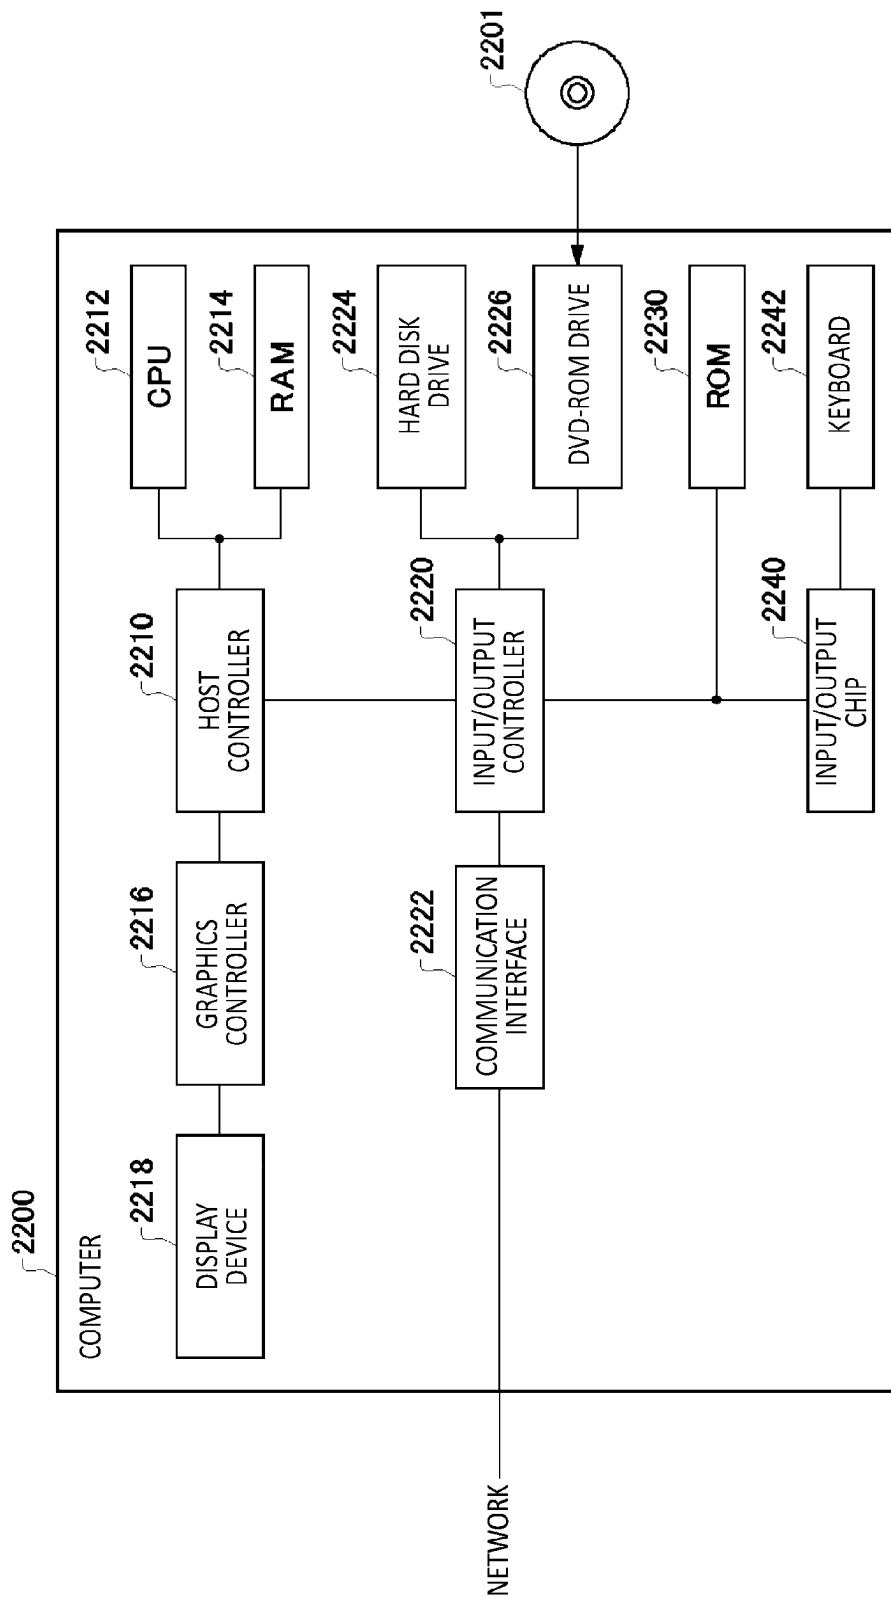 2200
COMPUTER
2218
DISPLAY
DEVICE
2216
GRAPHICS
CONTROLLER
2210
HOST
CONTROLLER
2212
CPU
2214
RAM
NETWORK
2222
COMMUNICATION
INTERFACE
2220
INPUT/OUTPUT
CONTROLLER
2224
HARD DISK
DRIVE
2226
DVD-ROM DRIVE
2201
2230
ROM
2240
INPUT/OUTPUT
CHIP
2242
KEYBOARD